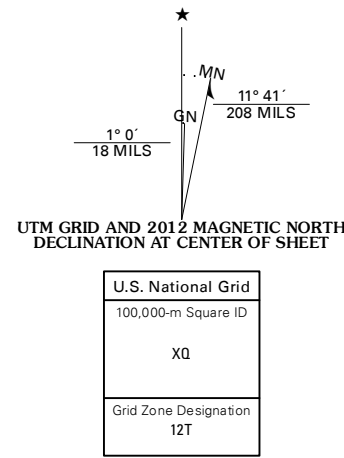 ★
MN
11° 41´
208 MILS
GN
1° 0´
18 MILS
UTM GRID AND 2012 MAGNETIC NORTH
DECLINATION AT CENTER OF SHEET
U.S. National Grid
100,000-m Square ID
XQ
Grid Zone Designation
12T